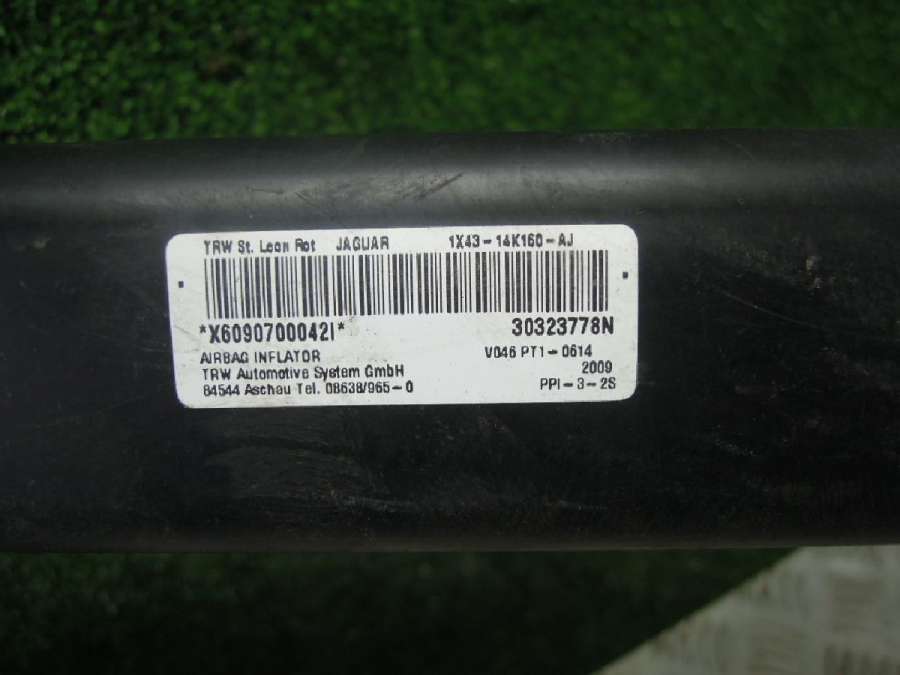 TRW St. Leon Rot JAGUAR 1X43-14K160-AJ
*X6090700042I*
30323778N
AIRBAG INFLATOR
V046 PT1-0614
TRW Automotive System GmbH
2009
84544 Aschau Tel. 08638/965-0
PPI-3-2S